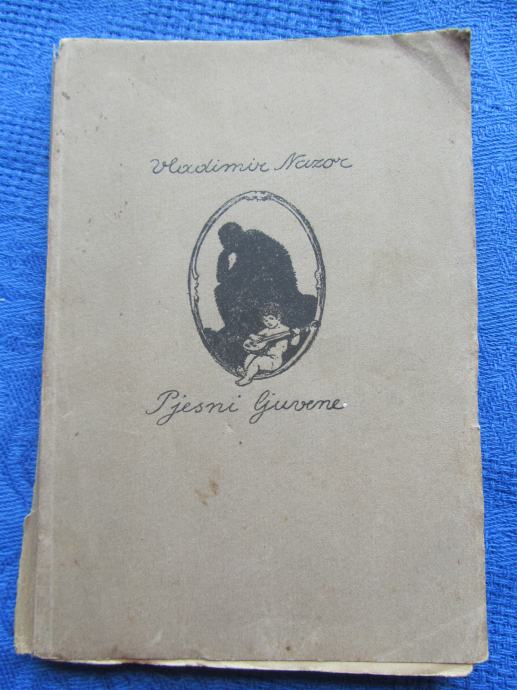 Vladimir Nazor
Pjesni ljuvene.